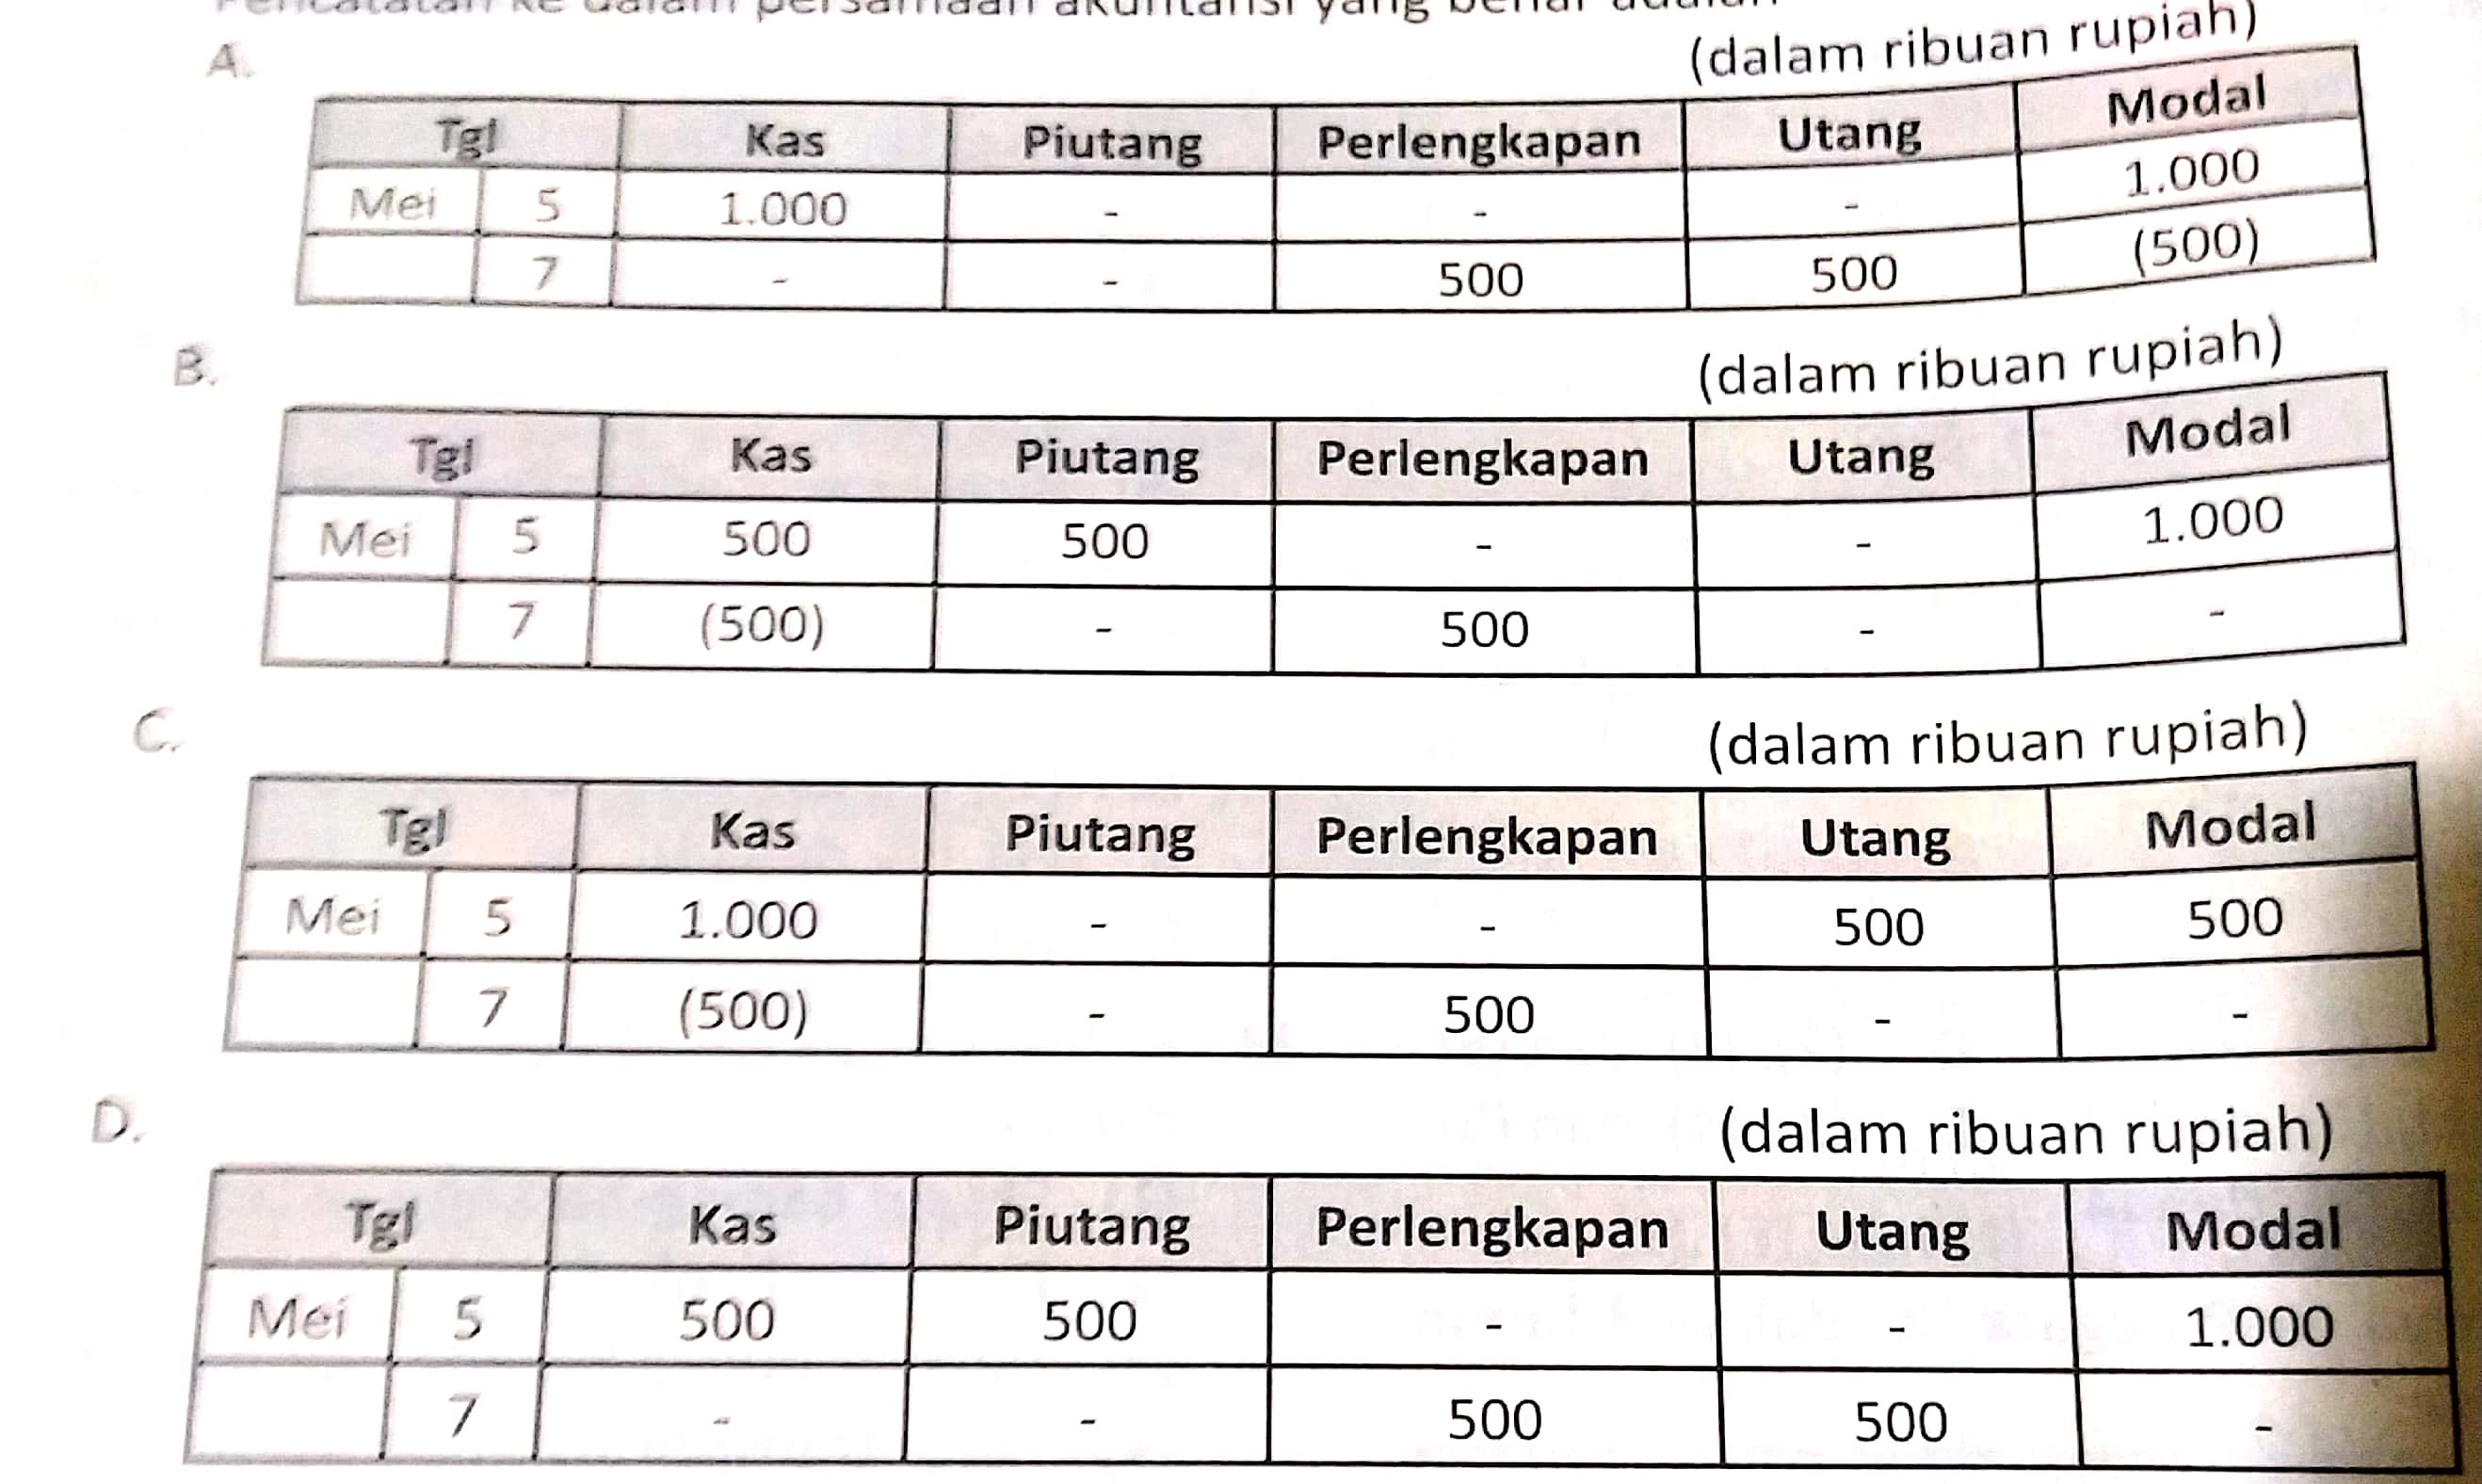 Pencatatan ke dalam persamaan akuntansi yang benar adalah
A.
(dalam ribuan rupiah)
Tgl Kas Piutang Perlengkapan Utang Modal
Mei 5 1.000 - - - 1.000
7 - - 500 500 (500)
B.
(dalam ribuan rupiah)
Tgl Kas Piutang Perlengkapan Utang Modal
Mei 5 500 500 - - 1.000
7 (500) - 500 - -
C.
(dalam ribuan rupiah)
Tgl Kas Piutang Perlengkapan Utang Modal
Mei 5 1.000 - - 500 500
7 (500) - 500 - -
D.
(dalam ribuan rupiah)
Tgl Kas Piutang Perlengkapan Utang Modal
Mei 5 500 500 - - 1.000
7 - - 500 500 -